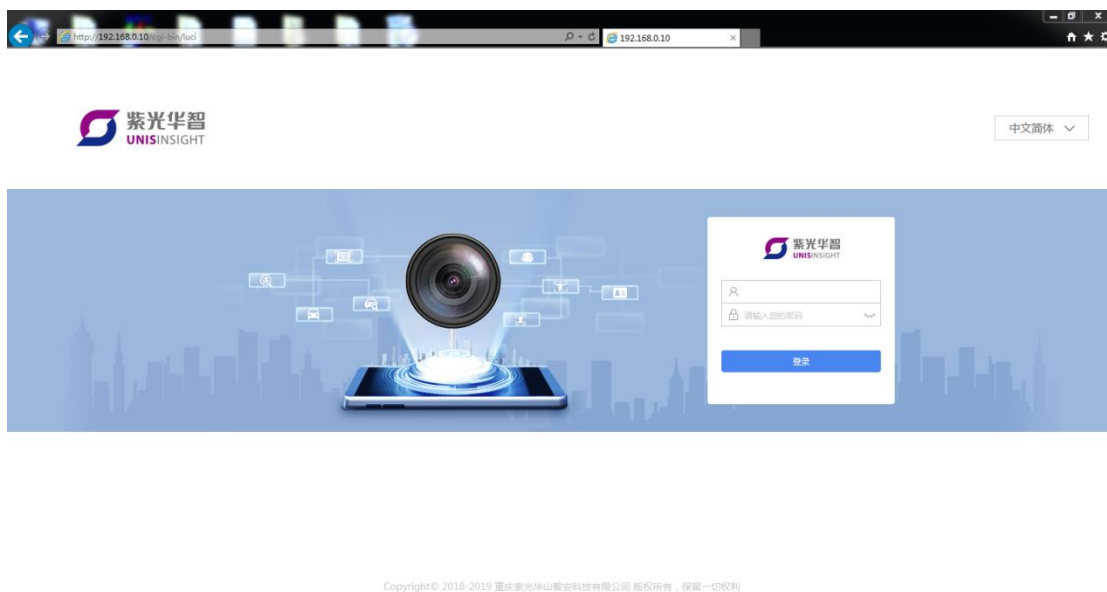 http://192.168.0.10/cgi-bin/luci
192.168.0.10
紫光华智
UNISINSIGHT
中文简体
紫光华智
UNISINSIGHT
请输入您的密码
登录
Copyright© 2018-2019 重庆紫光华山智安科技有限公司 版权所有，保留一切权利